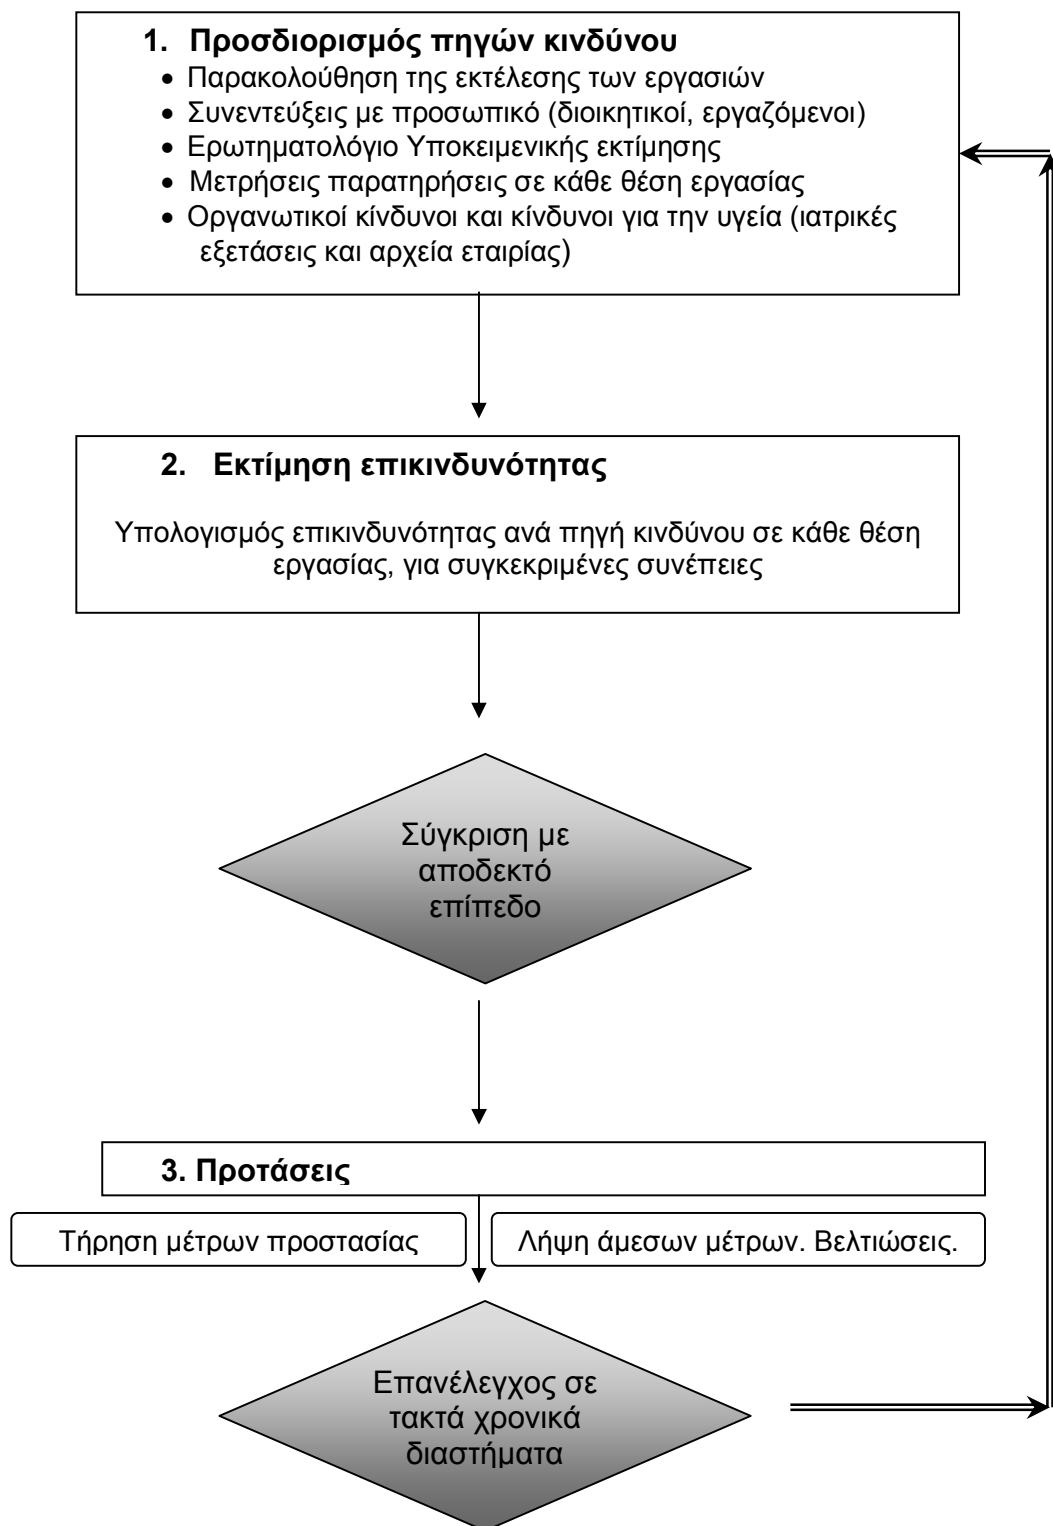 1. Προσδιορισμός πηγών κινδύνου
• Παρακολούθηση της εκτέλεσης των εργασιών
• Συνεντεύξεις με προσωπικό (διοικητικοί, εργαζόμενοι)
• Ερωτηματολόγιο Υποκειμενικής εκτίμησης
• Μετρήσεις παρατηρήσεις σε κάθε θέση εργασίας
• Οργανωτικοί κίνδυνοι και κίνδυνοι για την υγεία (ιατρικές
εξετάσεις και αρχεία εταιρίας)
2. Εκτίμηση επικινδυνότητας
Υπολογισμός επικινδυνότητας ανά πηγή κινδύνου σε κάθε θέση
εργασίας, για συγκεκριμένες συνέπειες
Σύγκριση με
αποδεκτό
επίπεδο
3. Προτάσεις
Τήρηση μέτρων προστασίας
Λήψη άμεσων μέτρων. Βελτιώσεις.
Επανέλεγχος σε
τακτά χρονικά
διαστήματα